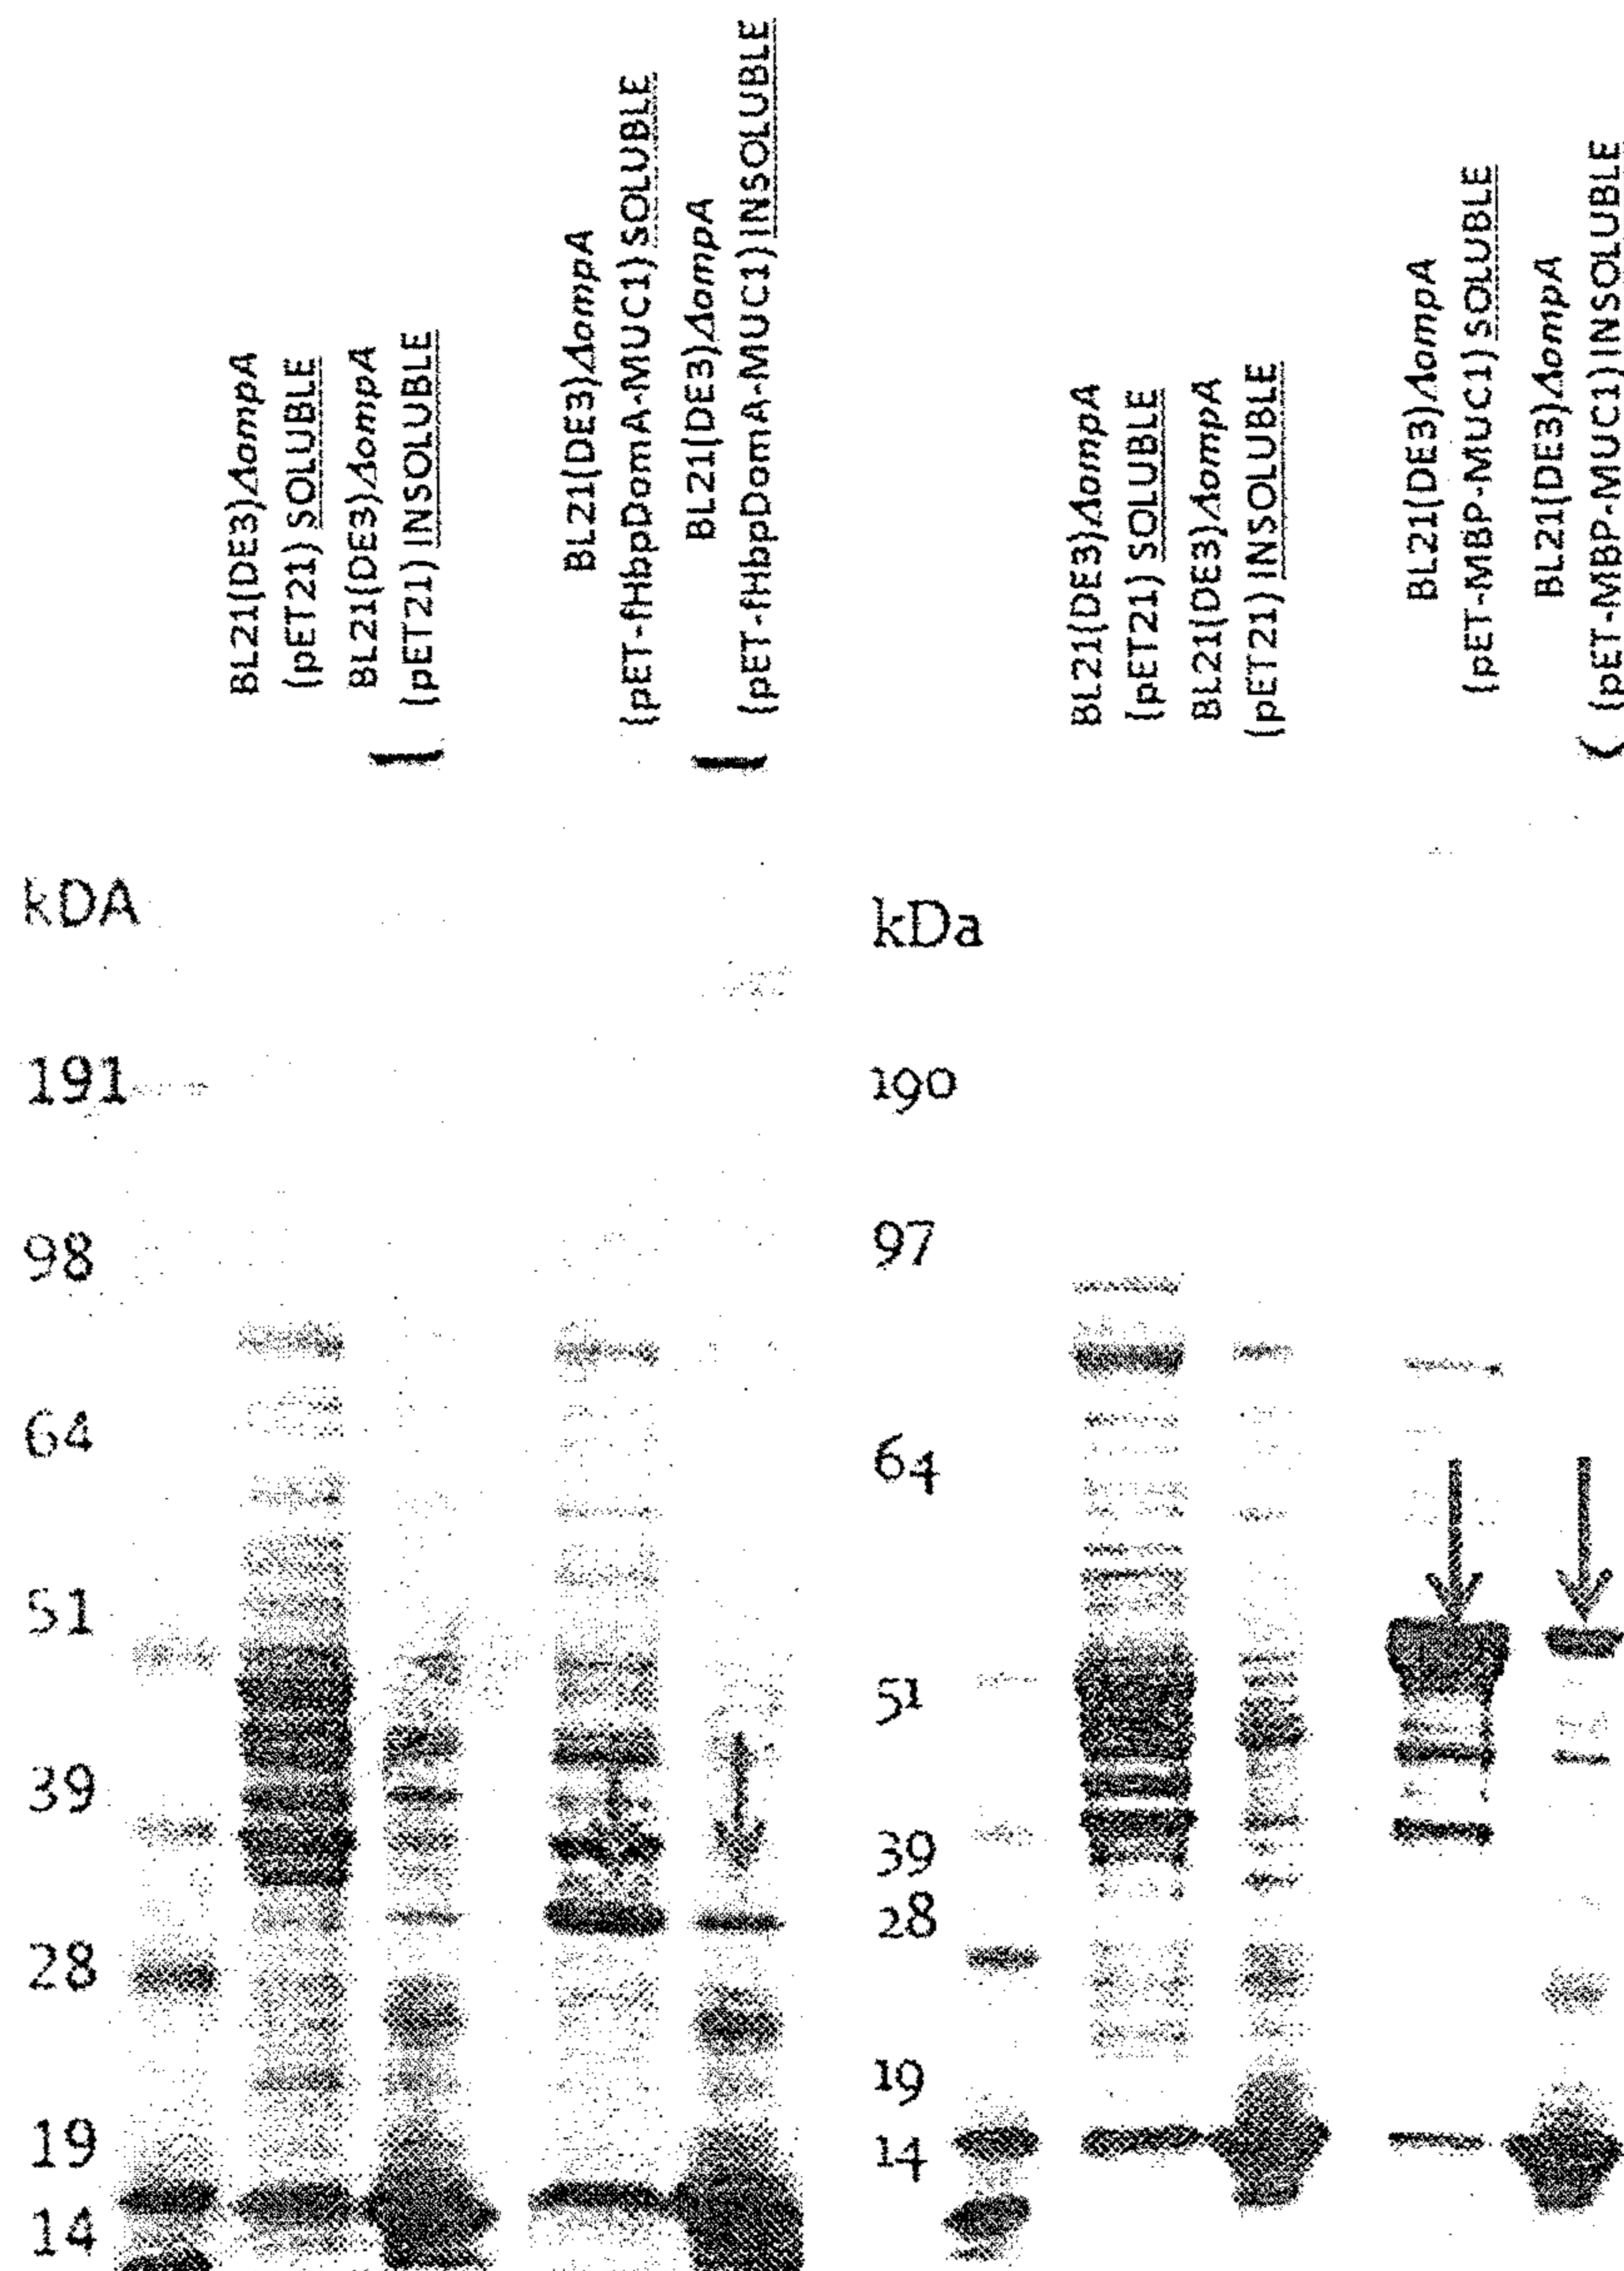 BL21(DE3)ΔompA
(pET21) SOLUBLE
BL21(DE3)ΔompA
(pET21) INSOLUBLE
BL21(DE3)ΔompA
(pET-fHbpDomA-MUC1) SOLUBLE
BL21(DE3)ΔompA
(pET-fHbpDomA-MUC1) INSOLUBLE
BL21(DE3)ΔompA
(pET21) SOLUBLE
BL21(DE3)ΔompA
(pET21) INSOLUBLE
BL21(DE3)ΔompA
(pET-MBP-MUC1) SOLUBLE
BL21(DE3)ΔompA
(pET-MBP-MUC1) INSOLUBLE
kDA
191
98
64
51
39
28
19
14
kDa
190
97
64
51
39
28
19
14